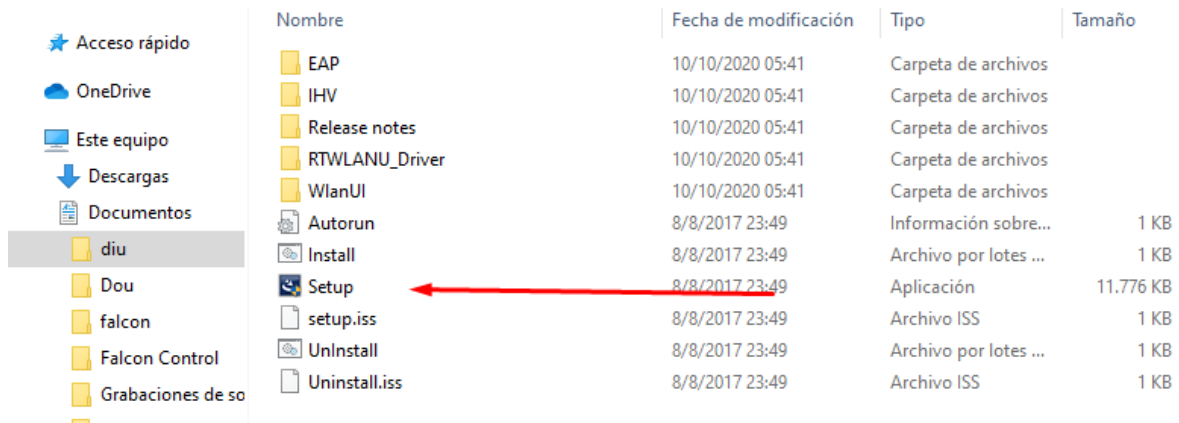 Acceso rápido
OneDrive
Este equipo
Descargas
Documentos
diu
Dou
falcon
Falcon Control
Grabaciones de so
Nombre Fecha de modificación Tipo Tamaño
EAP 10/10/2020 05:41 Carpeta de archivos
IHV 10/10/2020 05:41 Carpeta de archivos
Release notes 10/10/2020 05:41 Carpeta de archivos
RTWLANU_Driver 10/10/2020 05:41 Carpeta de archivos
WlanUI 10/10/2020 05:41 Carpeta de archivos
Autorun 8/8/2017 23:49 Información sobre... 1 KB
Install 8/8/2017 23:49 Archivo por lotes ... 1 KB
Setup 8/8/2017 23:49 Aplicación 11.776 KB
setup.iss 8/8/2017 23:49 Archivo ISS 1 KB
UnInstall 8/8/2017 23:49 Archivo por lotes ... 1 KB
Uninstall.iss 8/8/2017 23:49 Archivo ISS 1 KB